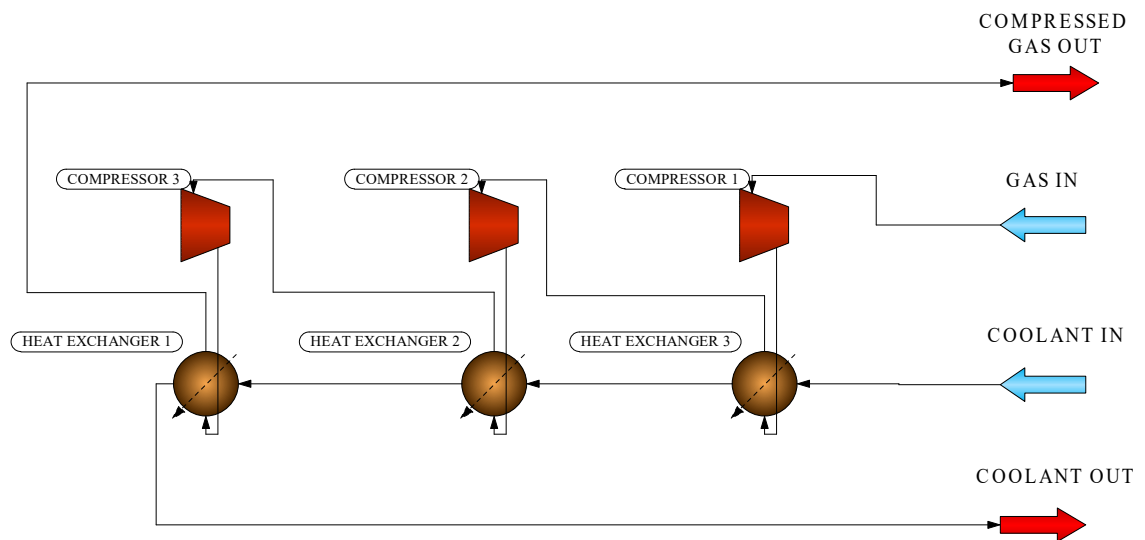 COMPRESSED
GAS OUT
COMPRESSOR 3
COMPRESSOR 2
COMPRESSOR 1
GAS IN
HEAT EXCHANGER 1
HEAT EXCHANGER 2
HEAT EXCHANGER 3
COOLANT IN
COOLANT OUT